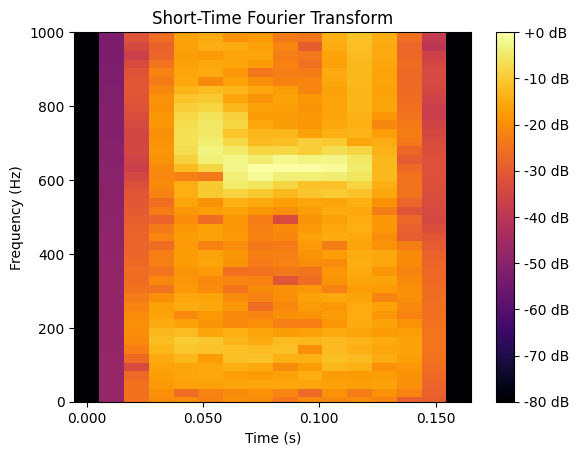 Short-Time Fourier Transform
Frequency (Hz)
1000
800
600
400
200
0
0.000
0.050
0.100
0.150
Time (s)
+0 dB
-10 dB
-20 dB
-30 dB
-40 dB
-50 dB
-60 dB
-70 dB
-80 dB